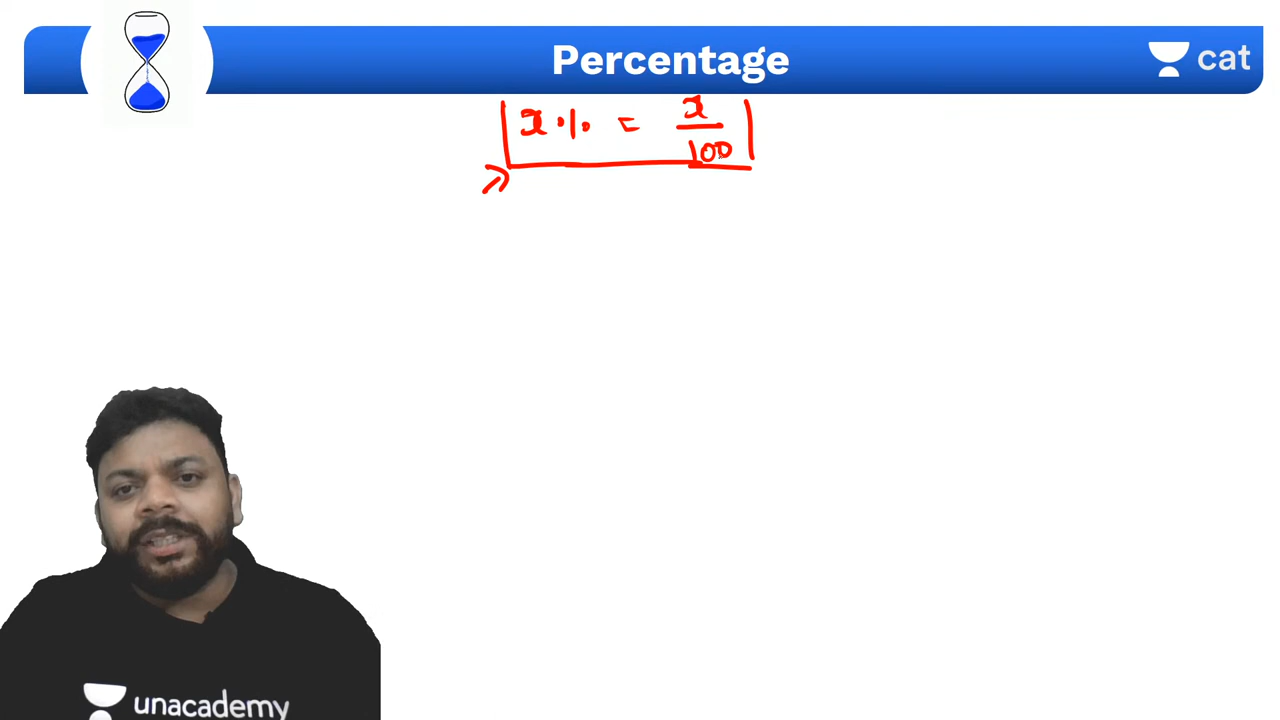 Percentage
cat
x % = x/100
unacademy